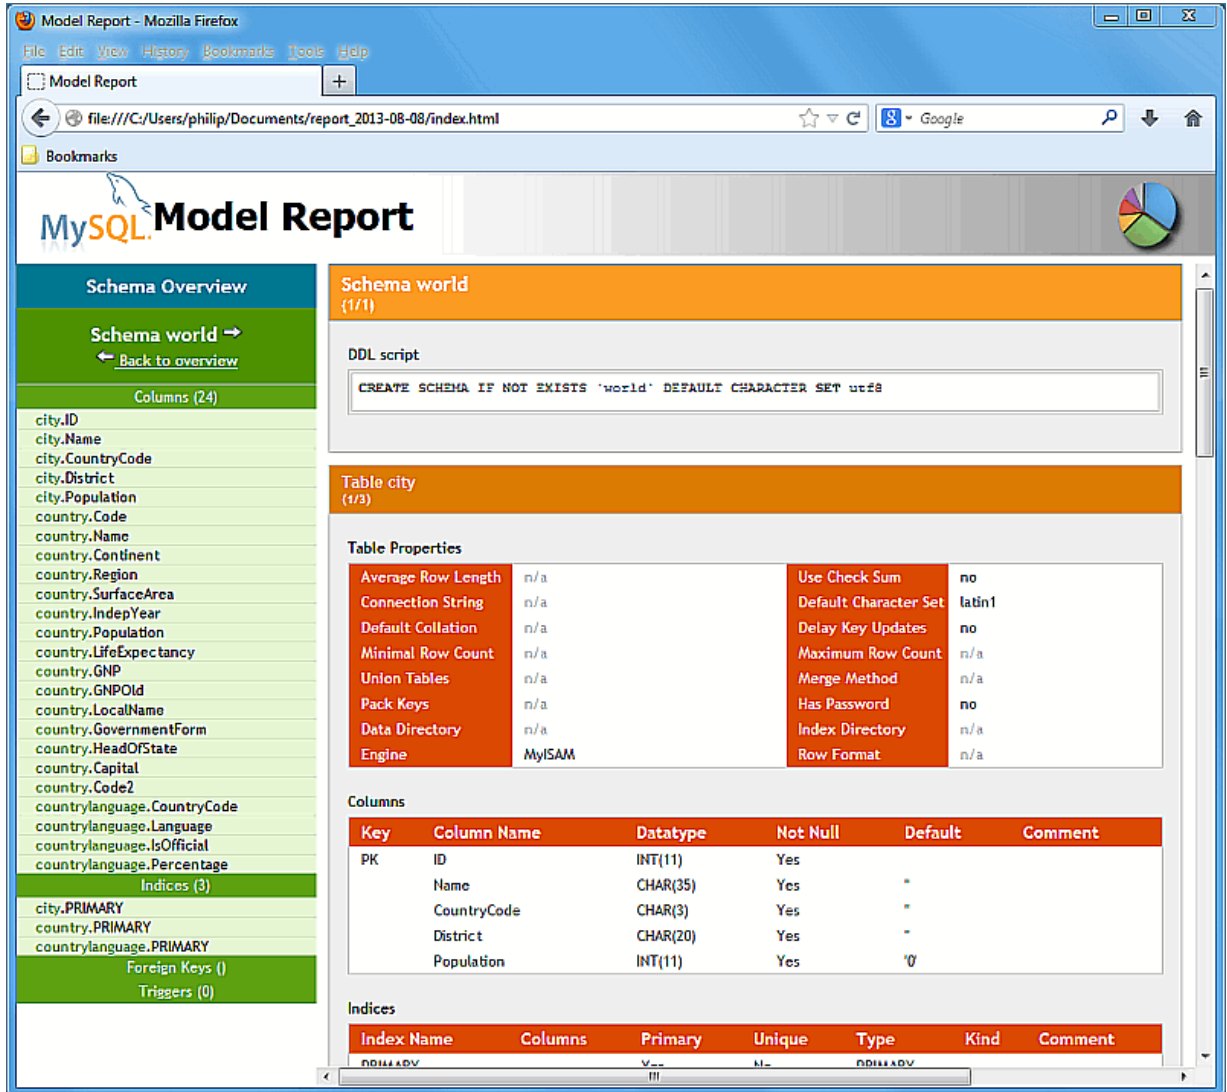 Model Report - Mozilla Firefox
File Edit View History Bookmarks Tools Help
Model Report
file:///C:/Users/philip/Documents/report_2013-08-08/index.html
Google
Bookmarks
MySQL. Model Report
Schema Overview
Schema world
Back to overview
Columns (24)
city.ID
city.Name
city.CountryCode
city.District
city.Population
country.Code
country.Name
country.Continent
country.Region
country.SurfaceArea
country.IndepYear
country.Population
country.LifeExpectancy
country.GNP
country.GNPOld
country.LocalName
country.GovernmentForm
country.HeadOfState
country.Capital
country.Code2
countrylanguage.CountryCode
countrylanguage.Language
countrylanguage.IsOfficial
countrylanguage.Percentage
Indices (3)
city.PRIMARY
country.PRIMARY
countrylanguage.PRIMARY
Foreign Keys ()
Triggers (0)
Schema world
(1/1)
DDL script
CREATE SCHEMA IF NOT EXISTS `world` DEFAULT CHARACTER SET utf8
Table city
(1/3)
Table Properties
Average Row Length n/a Use Check Sum no
Connection String n/a Default Character Set latin1
Default Collation n/a Delay Key Updates no
Minimal Row Count n/a Maximum Row Count n/a
Union Tables n/a Merge Method n/a
Pack Keys n/a Has Password no
Data Directory n/a Index Directory n/a
Engine MyISAM Row Format n/a
Columns
Key Column Name Datatype Not Null Default Comment
PK ID INT(11) Yes
Name CHAR(35) Yes ''
CountryCode CHAR(3) Yes ''
District CHAR(20) Yes ''
Population INT(11) Yes '0'
Indices
Index Name Columns Primary Unique Type Kind Comment
PRIMARY Yes No PRIMARY